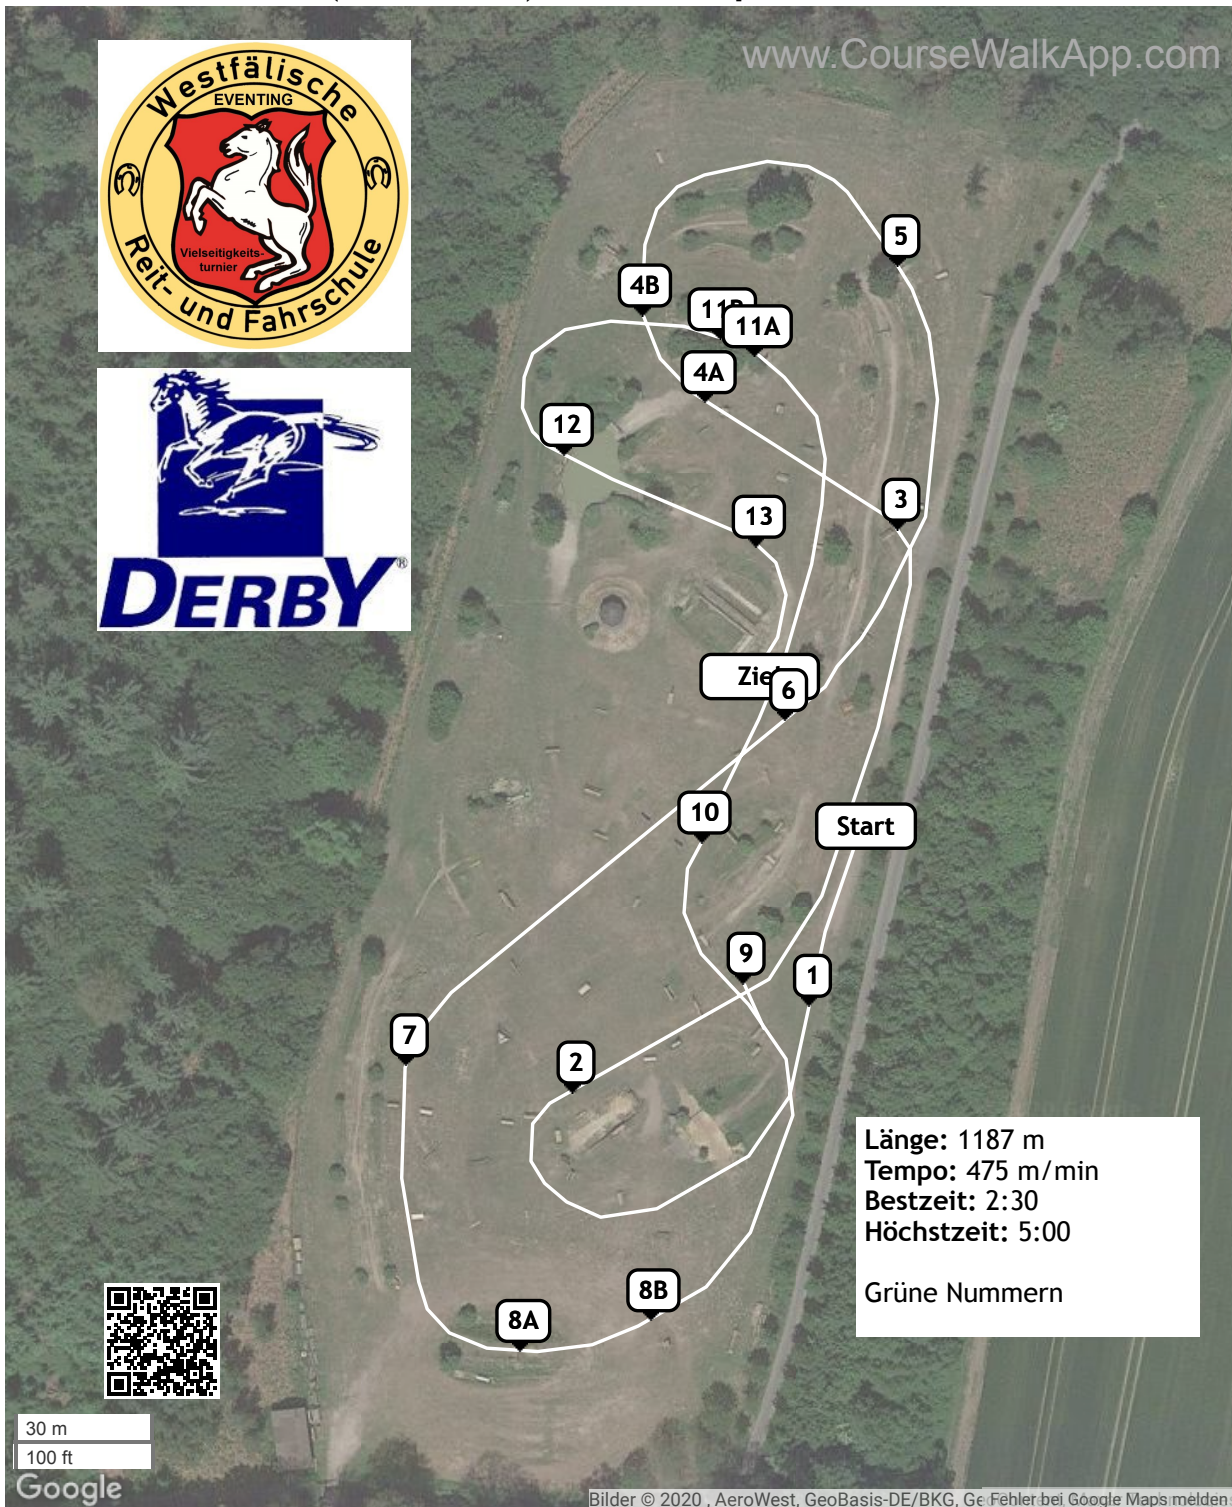 www.CourseWalkApp.com
Westfälische
EVENTING
Vielseitigkeits-
turnier
Reit- und Fahrschule
DERBY®
5
4B
11A
4A
12
3
13
6
10
Start
9
1
7
2
8B
8A
Länge: 1187 m
Tempo: 475 m/min
Bestzeit: 2:30
Höchstzeit: 5:00
Grüne Nummern
30 m
100 ft
Google
Bilder © 2020 , AeroWest, GeoBasis-DE/BKG, Fehler bei Google Maps melden